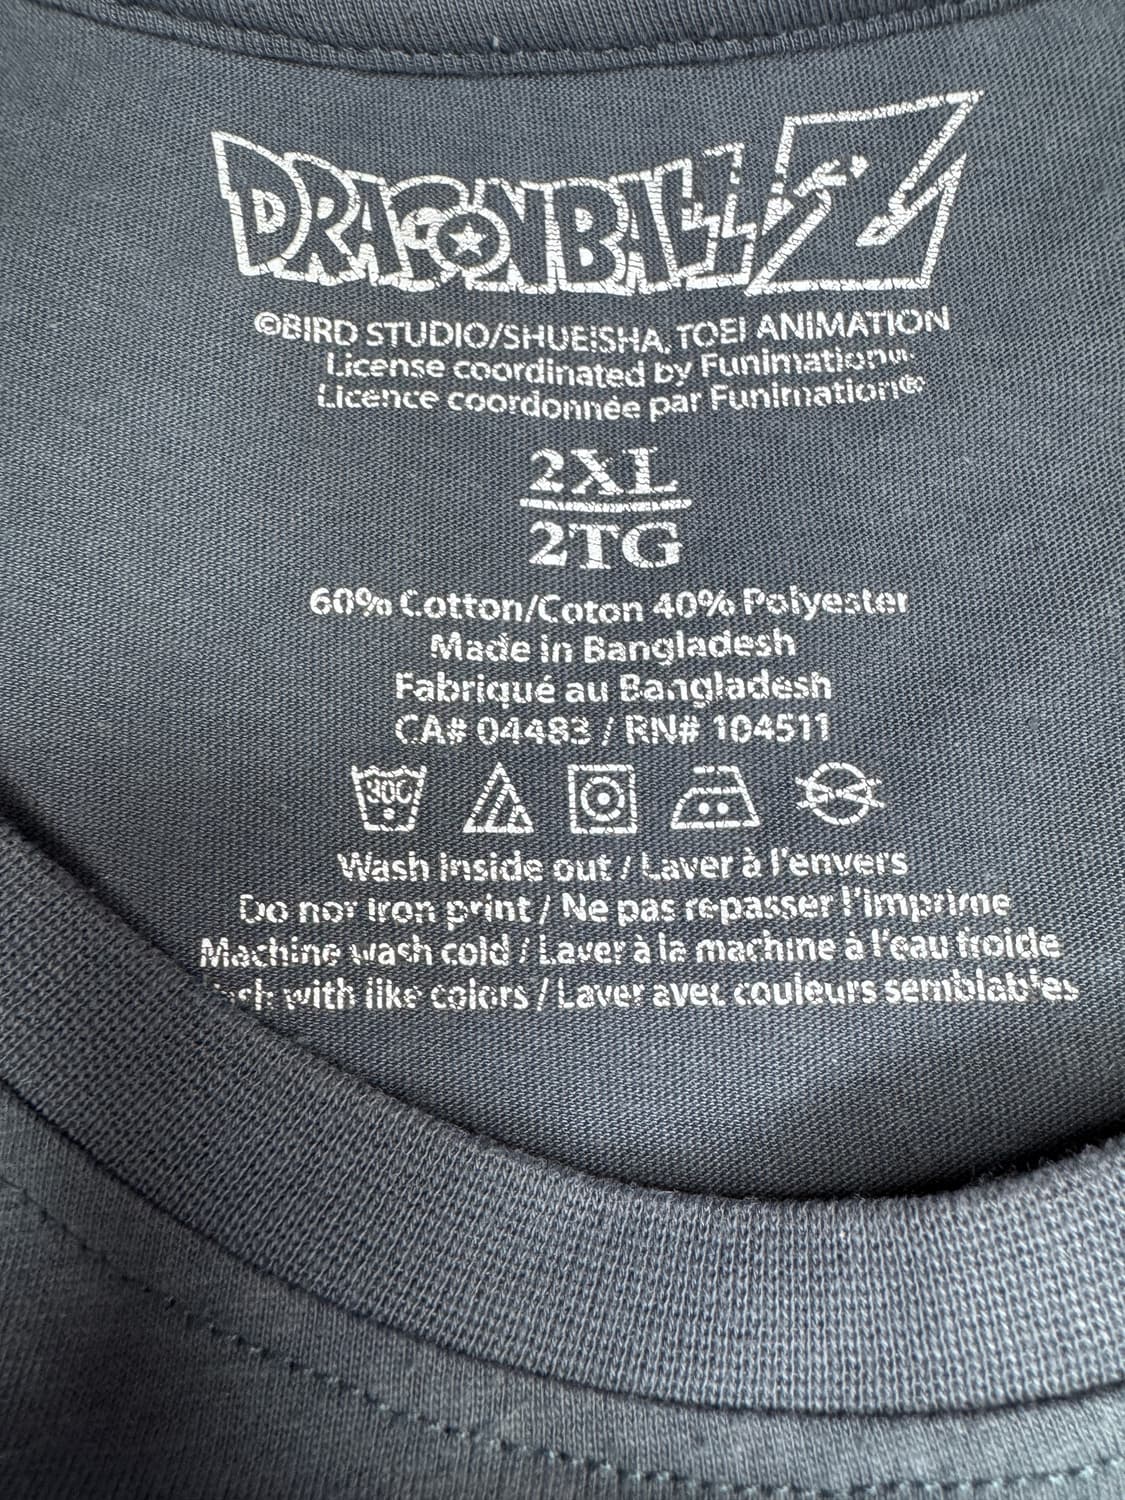 DRAGONBALL Z
©BIRD STUDIO/SHUEISHA, TOEI ANIMATION
License coordinated by Funimation
Licence coordonnée par Funimation®
2XL
2TG
60% Cotton/Coton 40% Polyester
Made in Bangladesh
Fabriqué au Bangladesh
CA# 04483 / RN# 104511
30C
Wash inside out / Laver à l'envers
Do not iron print / Ne pas repasser l'imprime
Machine wash cold / Laver à la machine à l'eau froide
with like colors / Laver avec couleurs semblables